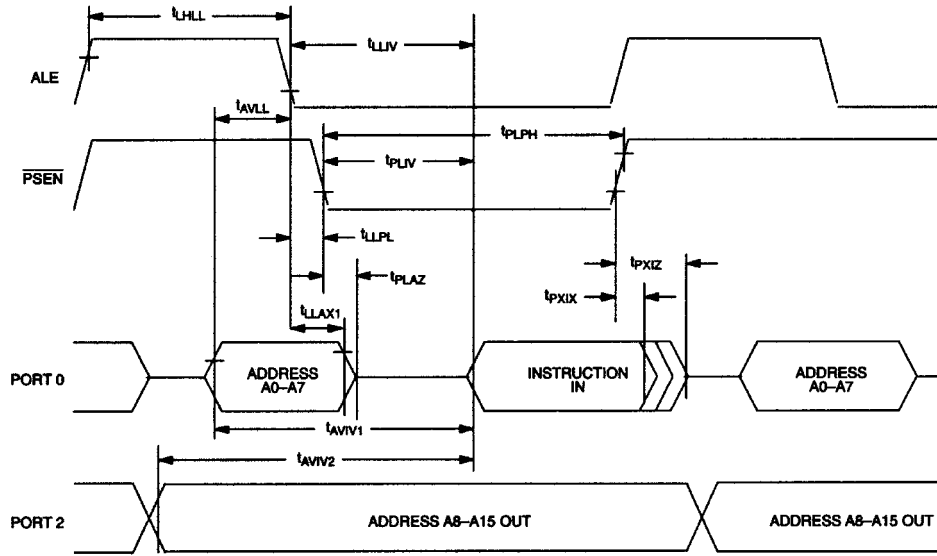 tLHLL
tLLIV
ALE
tAVLL
tPLPH
PSEN
tPLIV
tLLPL
tPLAZ
tPXIZ
tPXIX
tLLAX1
PORT 0
ADDRESS
A0–A7
INSTRUCTION
IN
ADDRESS
A0–A7
tAVIV1
tAVIV2
PORT 2
ADDRESS A8–A15 OUT
ADDRESS A8–A15 OUT